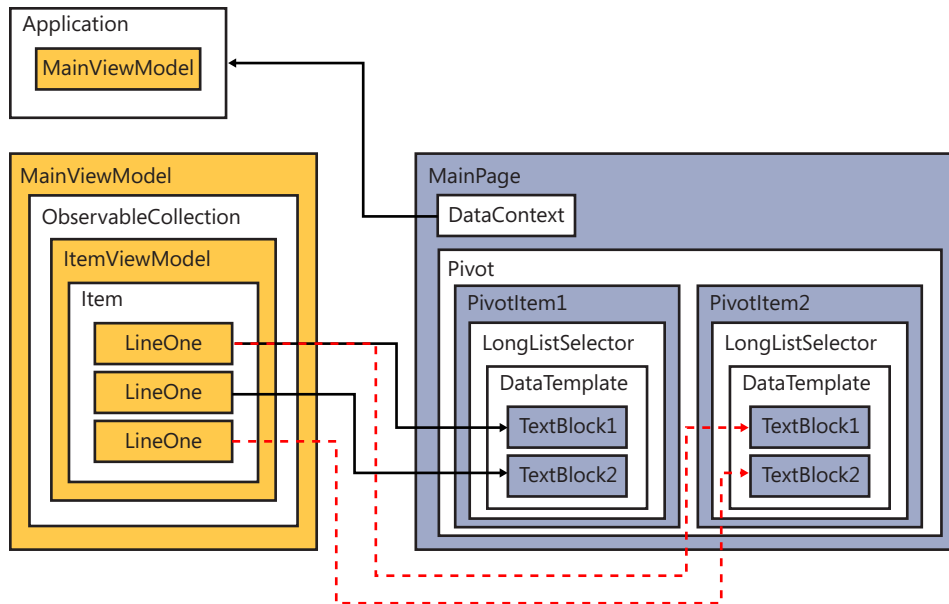 Application
MainViewModel
MainViewModel
ObservableCollection
ItemViewModel
Item
LineOne
LineOne
LineOne
MainPage
DataContext
Pivot
PivotItem1
LongListSelector
DataTemplate
TextBlock1
TextBlock2
PivotItem2
LongListSelector
DataTemplate
TextBlock1
TextBlock2